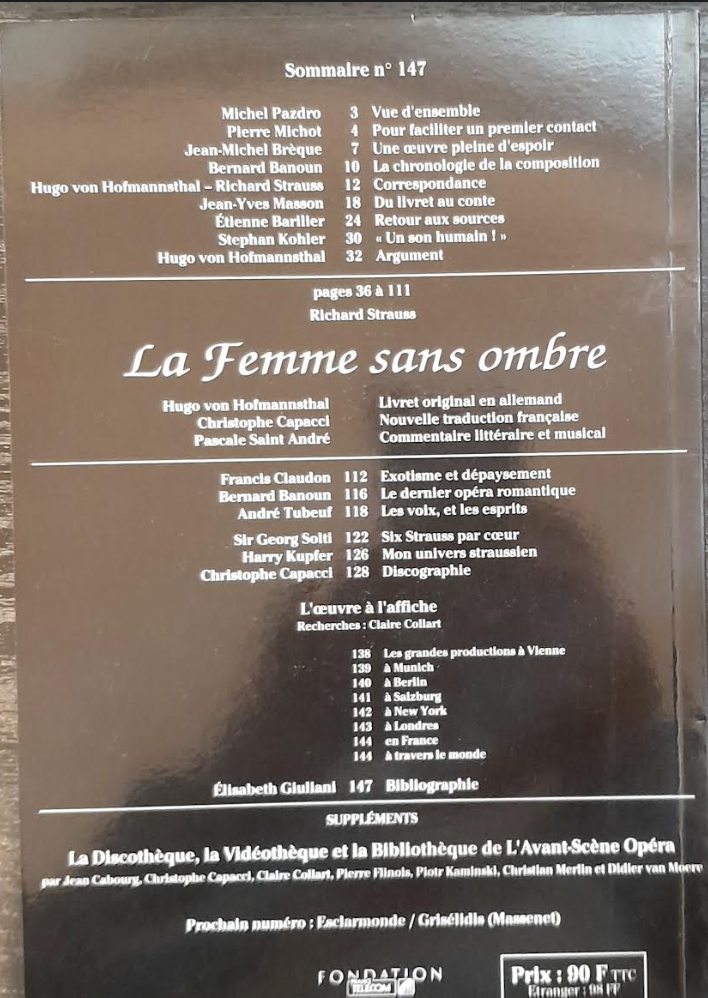 Sommaire n° 147
Michel Pazdro 3 Vue d'ensemble
Pierre Michot 4 Pour faciliter un premier contact
Jean-Michel Brèque 7 Une œuvre pleine d'espoir
Bernard Banoun 10 La chronologie de la composition
Hugo von Hofmannsthal – Richard Strauss 12 Correspondance
Jean-Yves Masson 18 Du livret au conte
Étienne Barilier 24 Retour aux sources
Stephan Kohler 30 « Un son humain ! »
Hugo von Hofmannsthal 32 Argument
pages 36 à 111
Richard Strauss
La Femme sans ombre
Hugo von Hofmannsthal Livret original en allemand
Christophe Capacci Nouvelle traduction française
Pascale Saint André Commentaire littéraire et musical
Francis Claudon 112 Exotisme et dépaysement
Bernard Banoun 116 Le dernier opéra romantique
André Tubeuf 118 Les voix, et les esprits
Sir Georg Solti 122 Six Strauss par cœur
Harry Kupfer 126 Mon univers straussien
Christophe Capacci 128 Discographie
L'œuvre à l'affiche
Recherches : Claire Collart
138 Les grandes productions à Vienne
139 à Munich
140 à Berlin
141 à Salzburg
142 à New York
143 à Londres
144 en France
144 à travers le monde
Élisabeth Giuliani 147 Bibliographie
SUPPLÉMENTS
La Discothèque, la Vidéothèque et la Bibliothèque de L'Avant-Scène Opéra
par Jean Cabourg, Christophe Capacci, Claire Collart, Pierre Flinois, Piotr Kaminski, Christian Merlin et Didier van Moere
Prochain numéro : Esclarmonde / Grisélidis (Massenet)
FONDATION
FRANCE TELECOM
Prix : 90 F TTC
Etranger : 98 FF